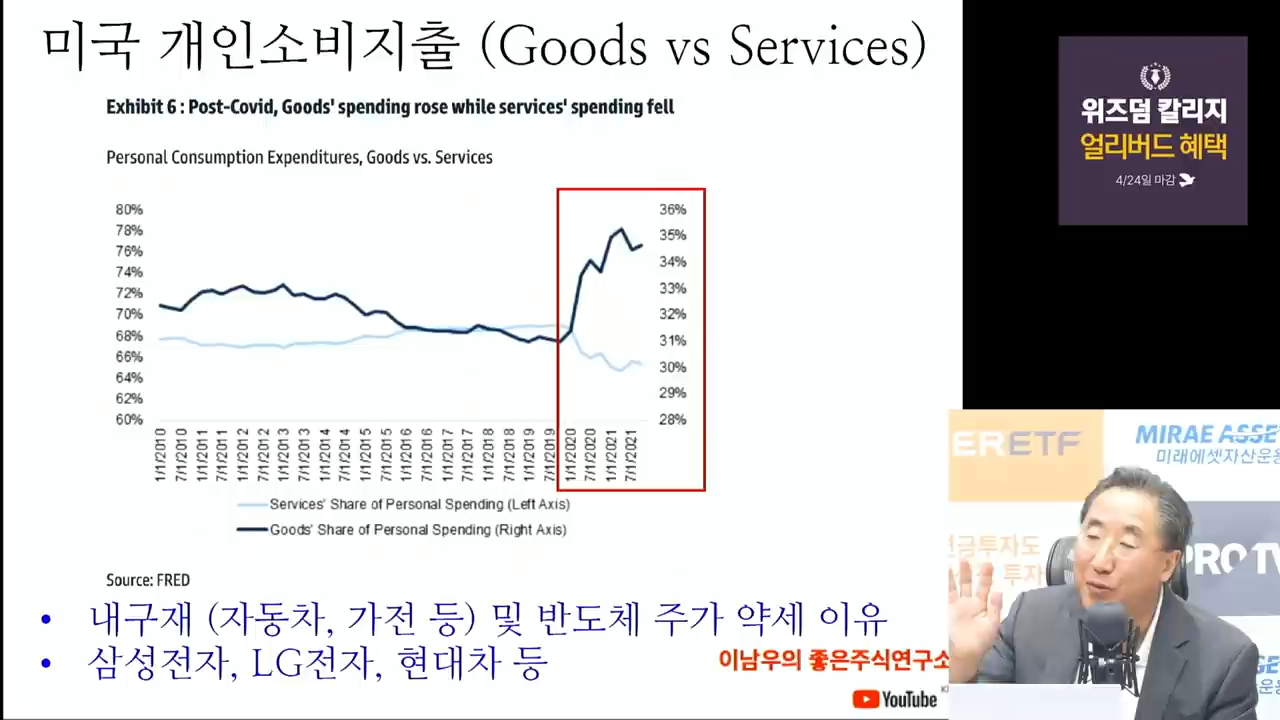 미국 개인소비지출 (Goods vs Services)
Exhibit 6 : Post-Covid, Goods' spending rose while services' spending fell
Personal Consumption Expenditures, Goods vs. Services
80%
78%
76%
74%
72%
70%
68%
66%
64%
62%
60%
36%
35%
34%
33%
32%
31%
30%
29%
28%
1/1/2010
7/1/2010
1/1/2011
7/1/2011
1/1/2012
7/1/2012
1/1/2013
7/1/2013
1/1/2014
7/1/2014
1/1/2015
7/1/2015
1/1/2016
7/1/2016
1/1/2017
7/1/2017
1/1/2018
7/1/2018
1/1/2019
7/1/2019
1/1/2020
7/1/2020
1/1/2021
7/1/2021
Services' Share of Personal Spending (Left Axis)
Goods' Share of Personal Spending (Right Axis)
Source: FRED
• 내구재 (자동차, 가전 등) 및 반도체 주가 약세 이유
• 삼성전자, LG전자, 현대차 등
이남우의 좋은주식연구소
YouTube
위즈덤 칼리지
얼리버드 혜택
4/24일 마감
ERETF
MIRAE ASSE
미래에셋자산운용
금투자도
투자
PRO TV